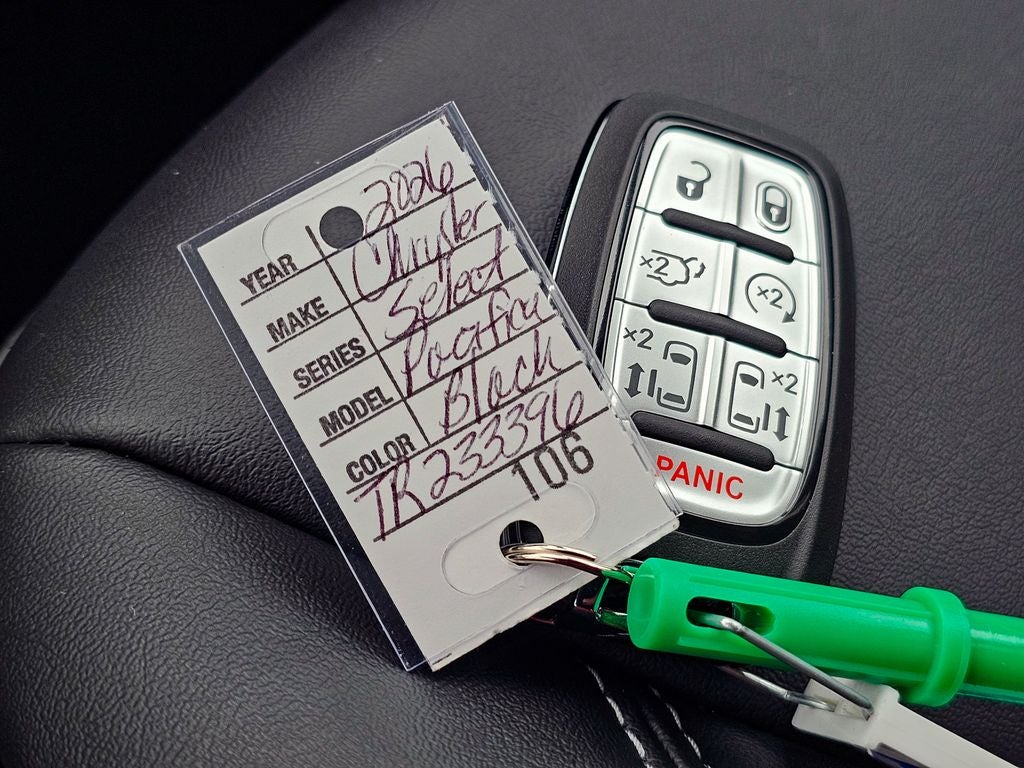 YEAR 2026
MAKE Chrysler
SERIES Select
MODEL Pacifica
COLOR Black
TR233396
106
×2
×2
×2
×2
PANIC